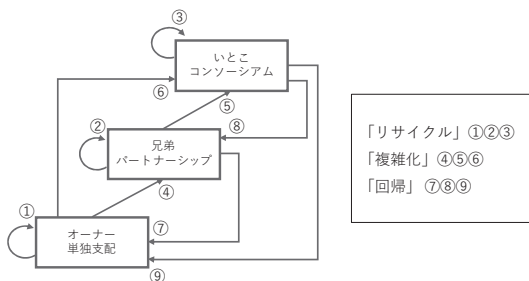 ③
いとこ
コンソーシアム
⑥
⑤
②
⑧
兄弟
パートナーシップ
④
①
⑦
オーナー
単独支配
⑨
「リサイクル」①②③
「複雑化」④⑤⑥
「回帰」⑦⑧⑨